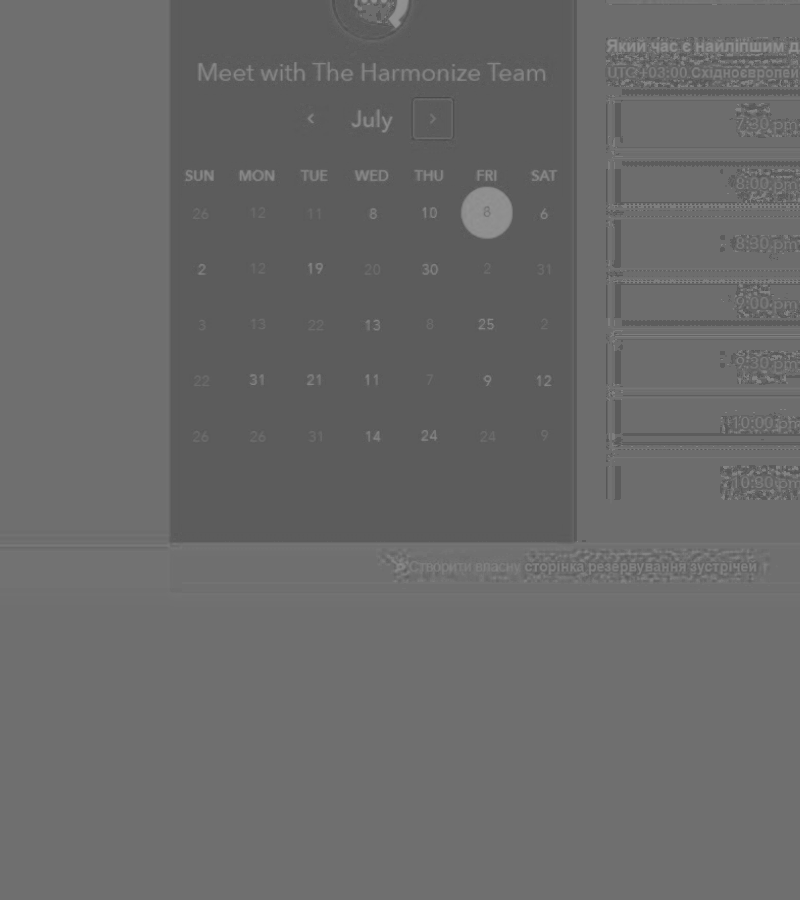 Meet with The Harmonize Team
July
SUN MON TUE WED THU FRI SAT
26 12 11 8 10 8 6
2 12 19 20 30 2 31
3 13 22 13 8 25 2
22 31 21 11 7 9 12
26 26 31 14 24 24 9
Який час є найліпшим
UTC +03:00
7:30 pm
8:00 pm
8:30 pm
9:00 pm
9:30 pm
10:00 pm
10:30 pm
Створити власну сторінка резервування зустрічей